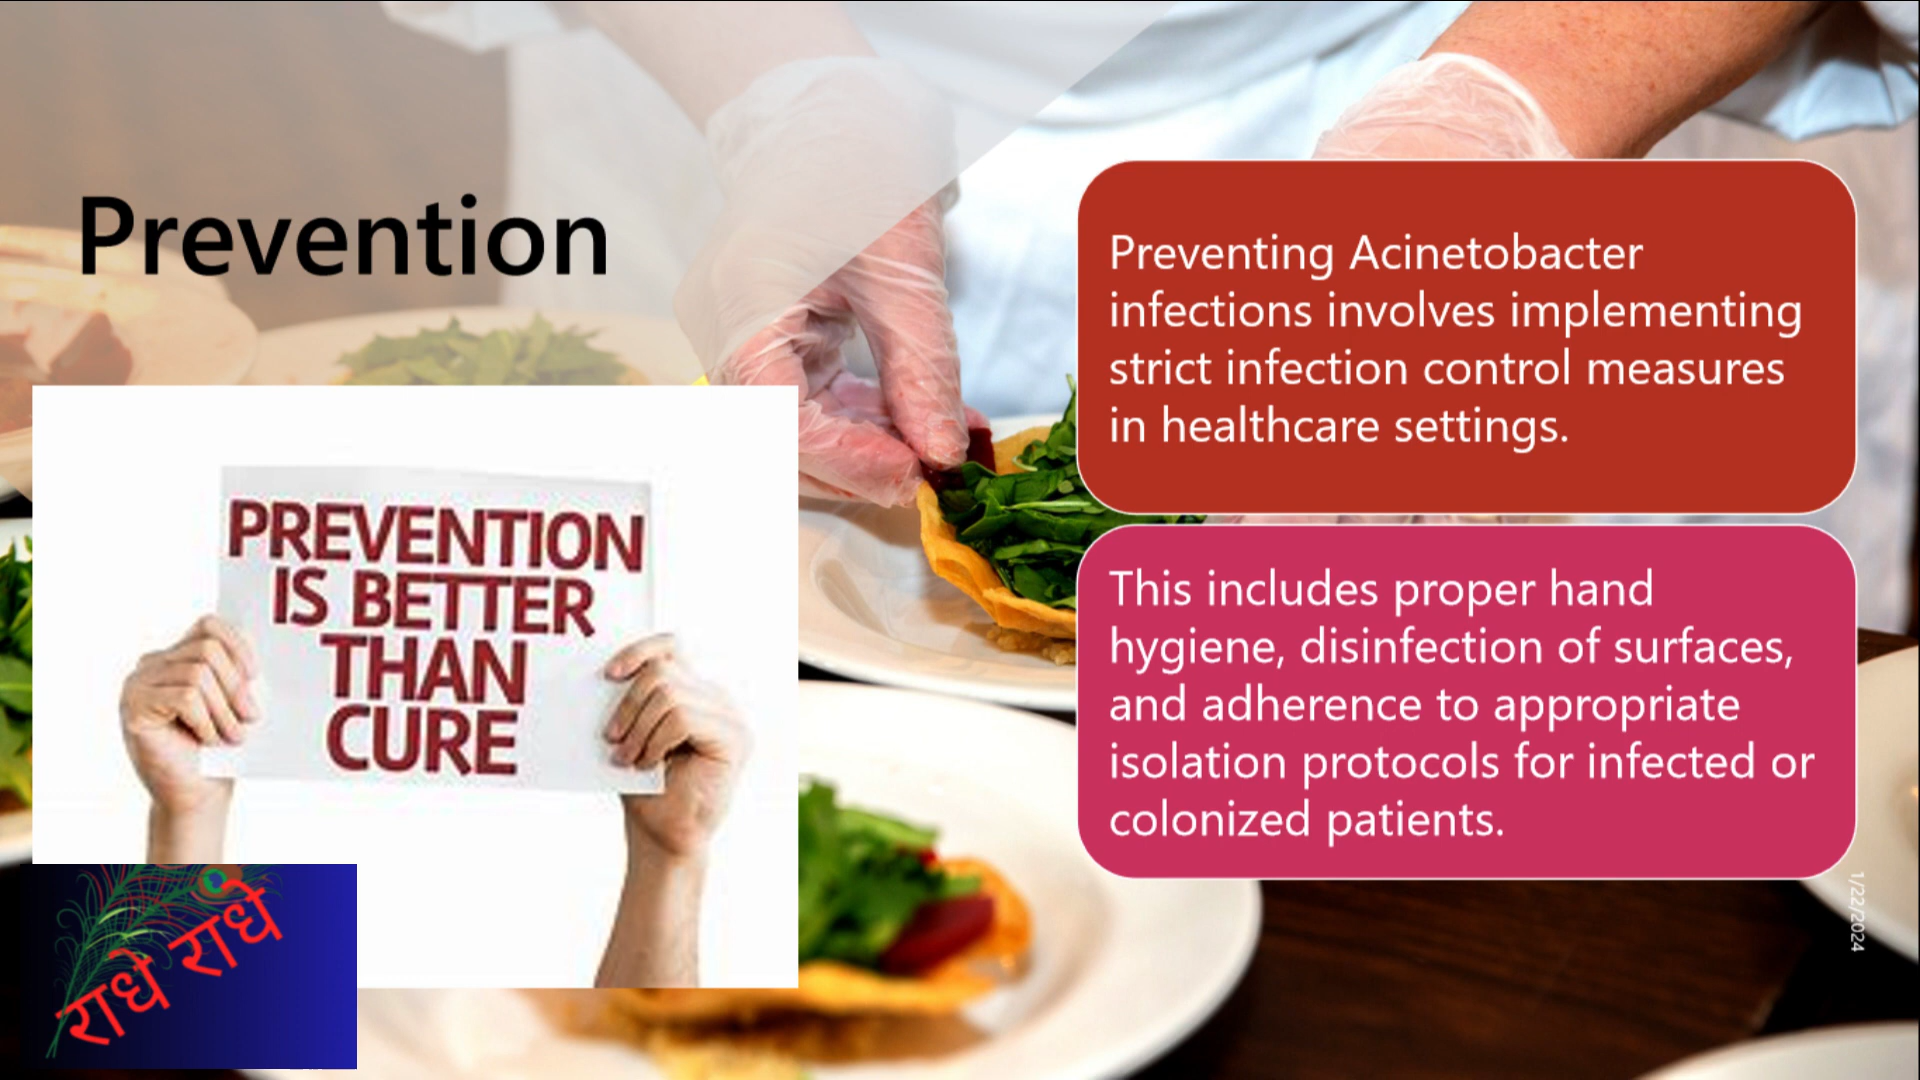 Prevention
PREVENTION
IS BETTER
THAN
CURE
राधे राधे
Preventing Acinetobacter
infections involves implementing
strict infection control measures
in healthcare settings.
This includes proper hand
hygiene, disinfection of surfaces,
and adherence to appropriate
isolation protocols for infected or
colonized patients.
1/22/2024